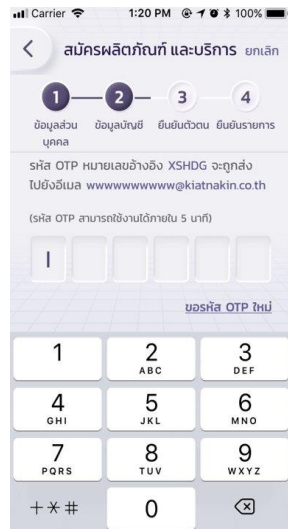 Carrier 1:20 PM 100%
สมัครผลิตภัณฑ์ และบริการ ยกเลิก
1 2 3 4
ข้อมูลส่วนบุคคล ข้อมูลบัญชี ยืนยันตัวตน ยืนยันรายการ
รหัส OTP หมายเลขอ้างอิง XSHDG จะถูกส่ง
ไปยังอีเมล wwwwwwwwww@kiatnakin.co.th
(รหัส OTP สามารถใช้งานได้ภายใน 5 นาที)
ขอรหัส OTP ใหม่
1 2 3
ABC DEF
4 5 6
GHI JKL MNO
7 8 9
PQRS TUV WXYZ
+*# 0